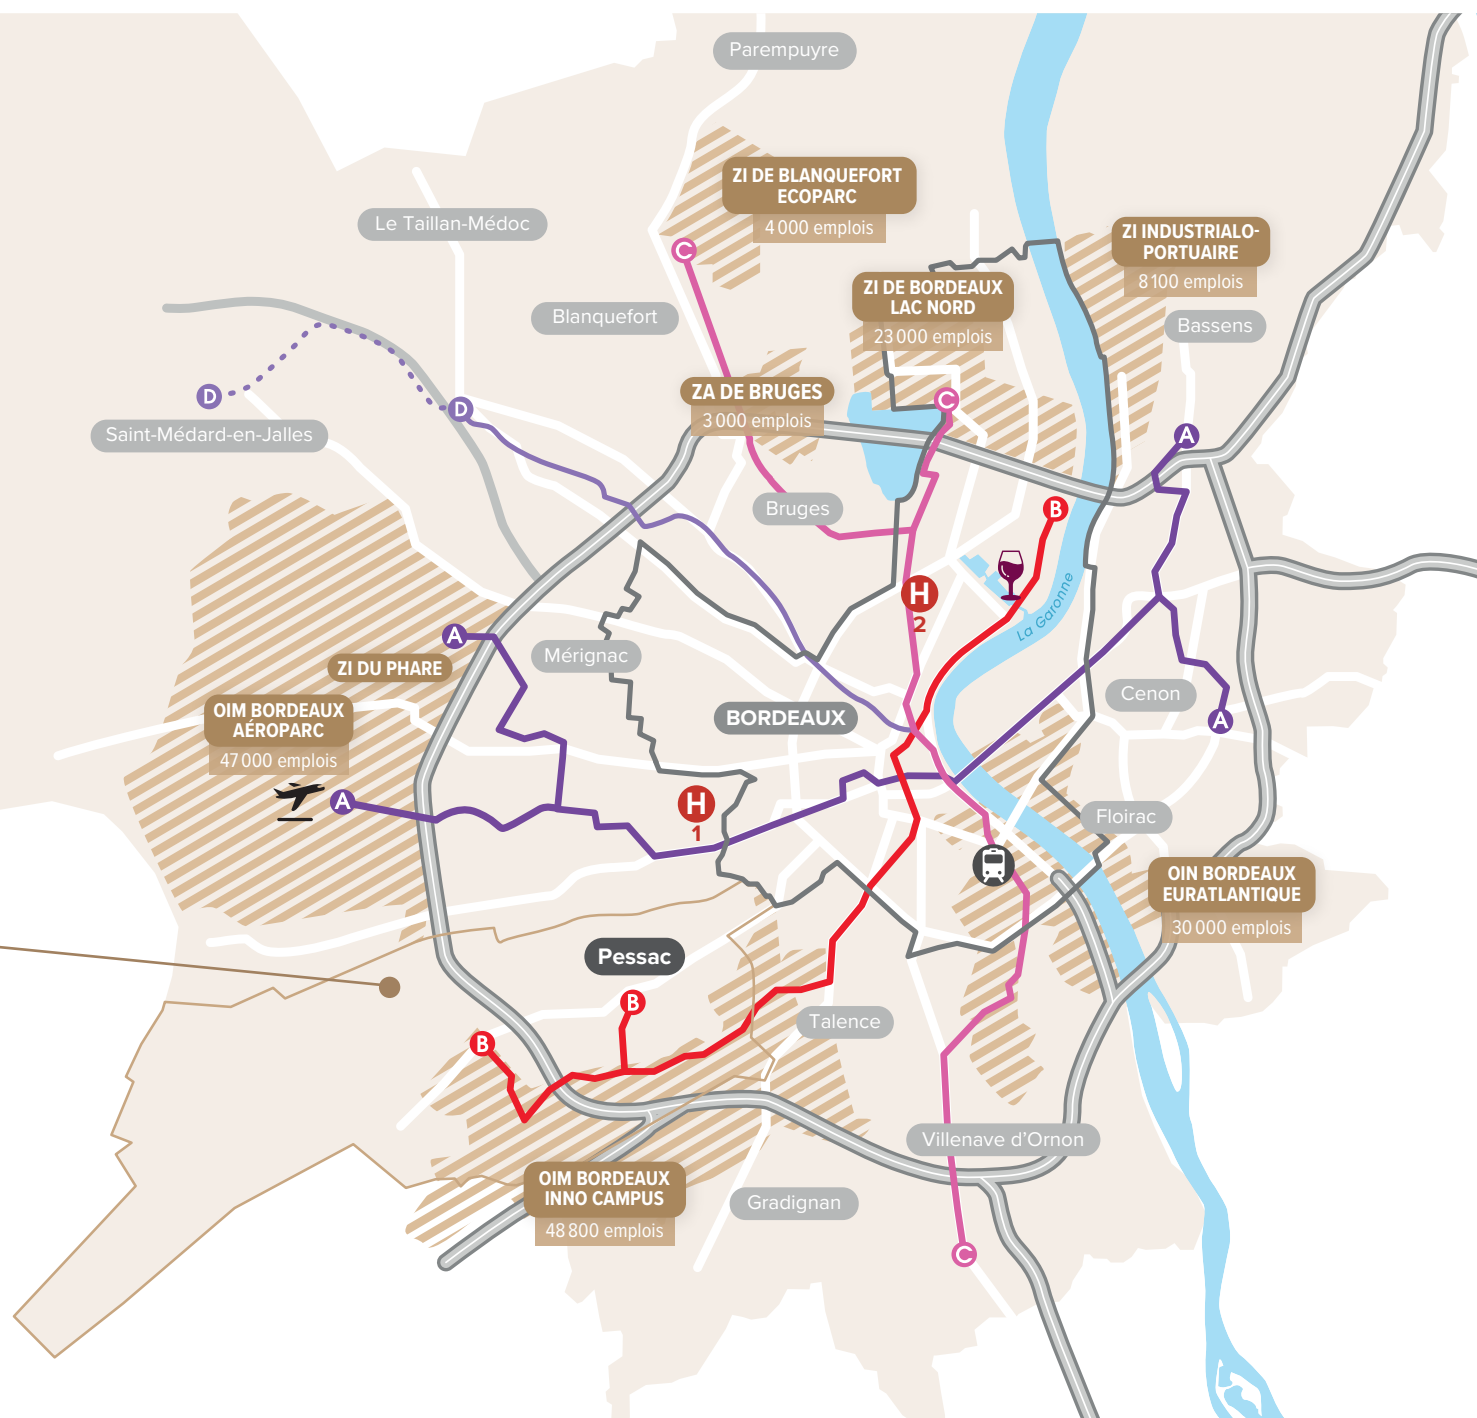 Parempuyre
ZI DE BLANQUEFORT
ECOPARC
4 000 emplois
Le Taillan-Médoc
C
ZI INDUSTRIALO-
PORTUAIRE
8 100 emplois
ZI DE BORDEAUX
LAC NORD
23 000 emplois
Blanquefort
Bassens
ZA DE BRUGES
3 000 emplois
D
D
C
Saint-Médard-en-Jalles
A
Bruges
B
H
2
La Garonne
A
Mérignac
ZI DU PHARE
Cenon
OIM BORDEAUX
AÉROPARC
47 000 emplois
BORDEAUX
A
A
H
1
Floirac
OIN BORDEAUX
EURATLANTIQUE
30 000 emplois
Pessac
B
Talence
B
Villenave d’Ornon
OIM BORDEAUX
INNO CAMPUS
48 800 emplois
Gradignan
C